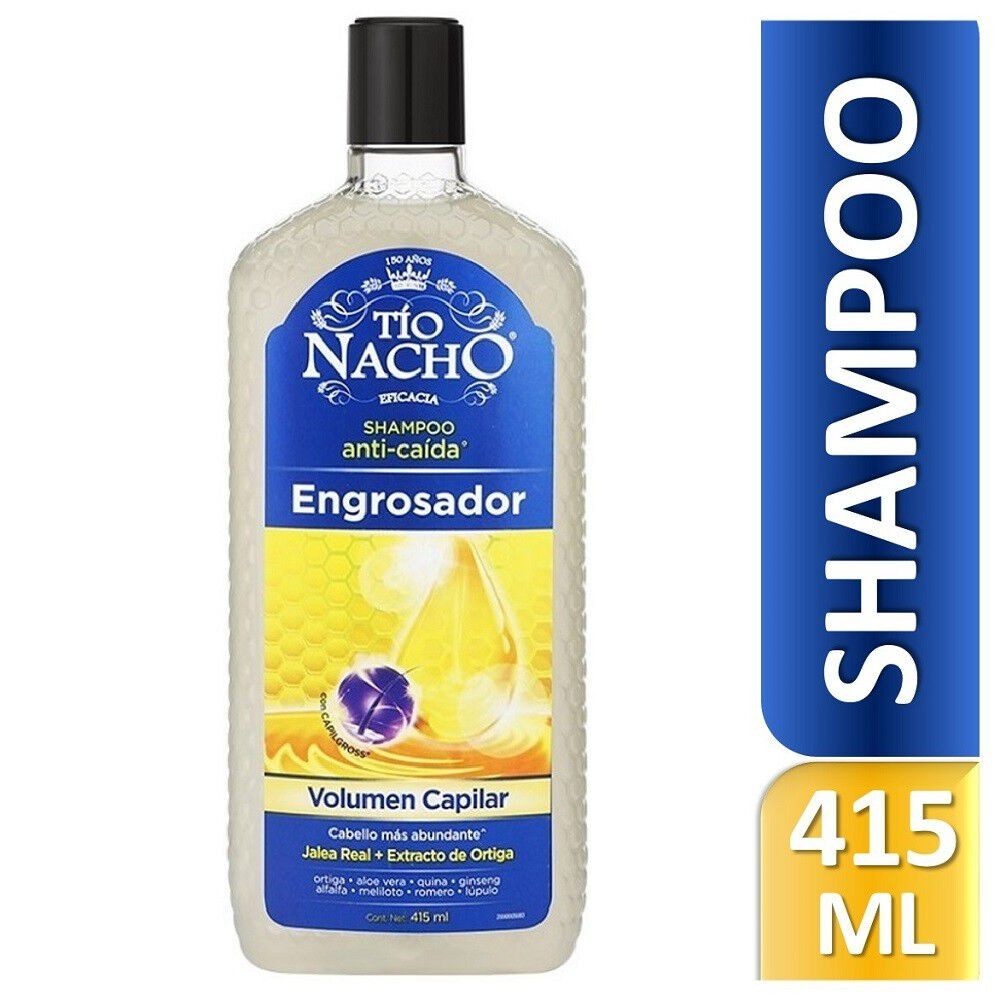 150 AÑOS
TÍO
NACHO®
EFICACIA
SHAMPOO
anti-caída°
Engrosador
con CAPILGROSS®
Volumen Capilar
Cabello más abundante^
Jalea Real + Extracto de Ortiga
ortiga • aloe vera • quina • ginseng
alfalfa • meliloto • romero • lúpulo
Cont. Net. 415 ml
SHAMPOO
415
ML